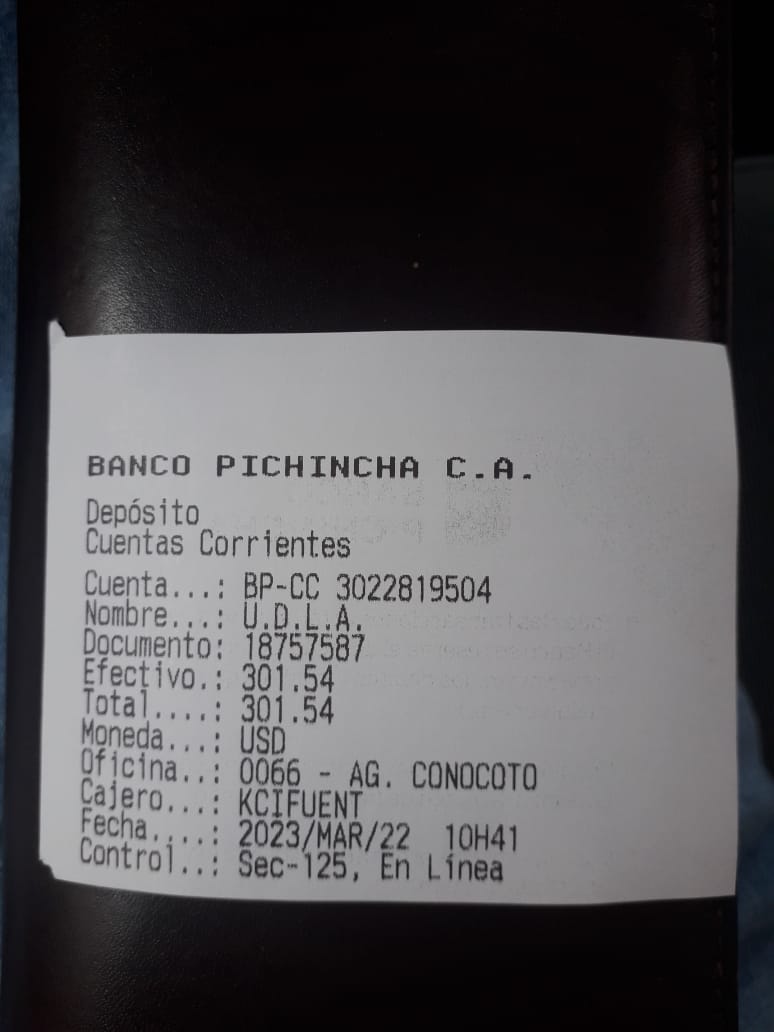 BANCO PICHINCHA C.A.
Depósito
Cuentas Corrientes
Cuenta...: BP-CC 3022819504
Nombre...: U.D.L.A.
Documento: 18757587
Efectivo.: 301.54
Total....: 301.54
Moneda...: USD
Oficina..: 0066 - AG. CONOCOTO
Cajero...: KCIFUENT
Fecha....: 2023/MAR/22 10H41
Control..: Sec-125, En Línea